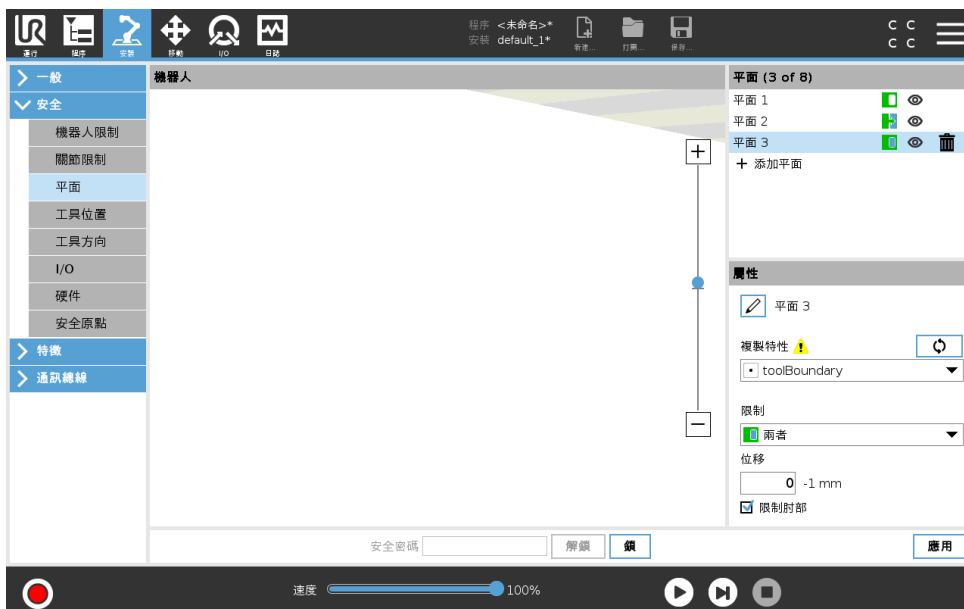 UR
運行
程序
安裝
移動
I/O
日誌
程序 <未命名>*
安裝 default_1*
新建...
打開...
保存...
C C
C C
一般
安全
機器人限制
關節限制
平面
工具位置
工具方向
I/O
硬件
安全原點
特徵
通訊總線
機器人
平面 (3 of 8)
平面 1
平面 2
平面 3
添加平面
屬性
平面 3
複製特性
toolBoundary
限制
兩者
位移
0 -1 mm
限制肘部
安全密碼
解鎖
鎖
應用
速度
100%